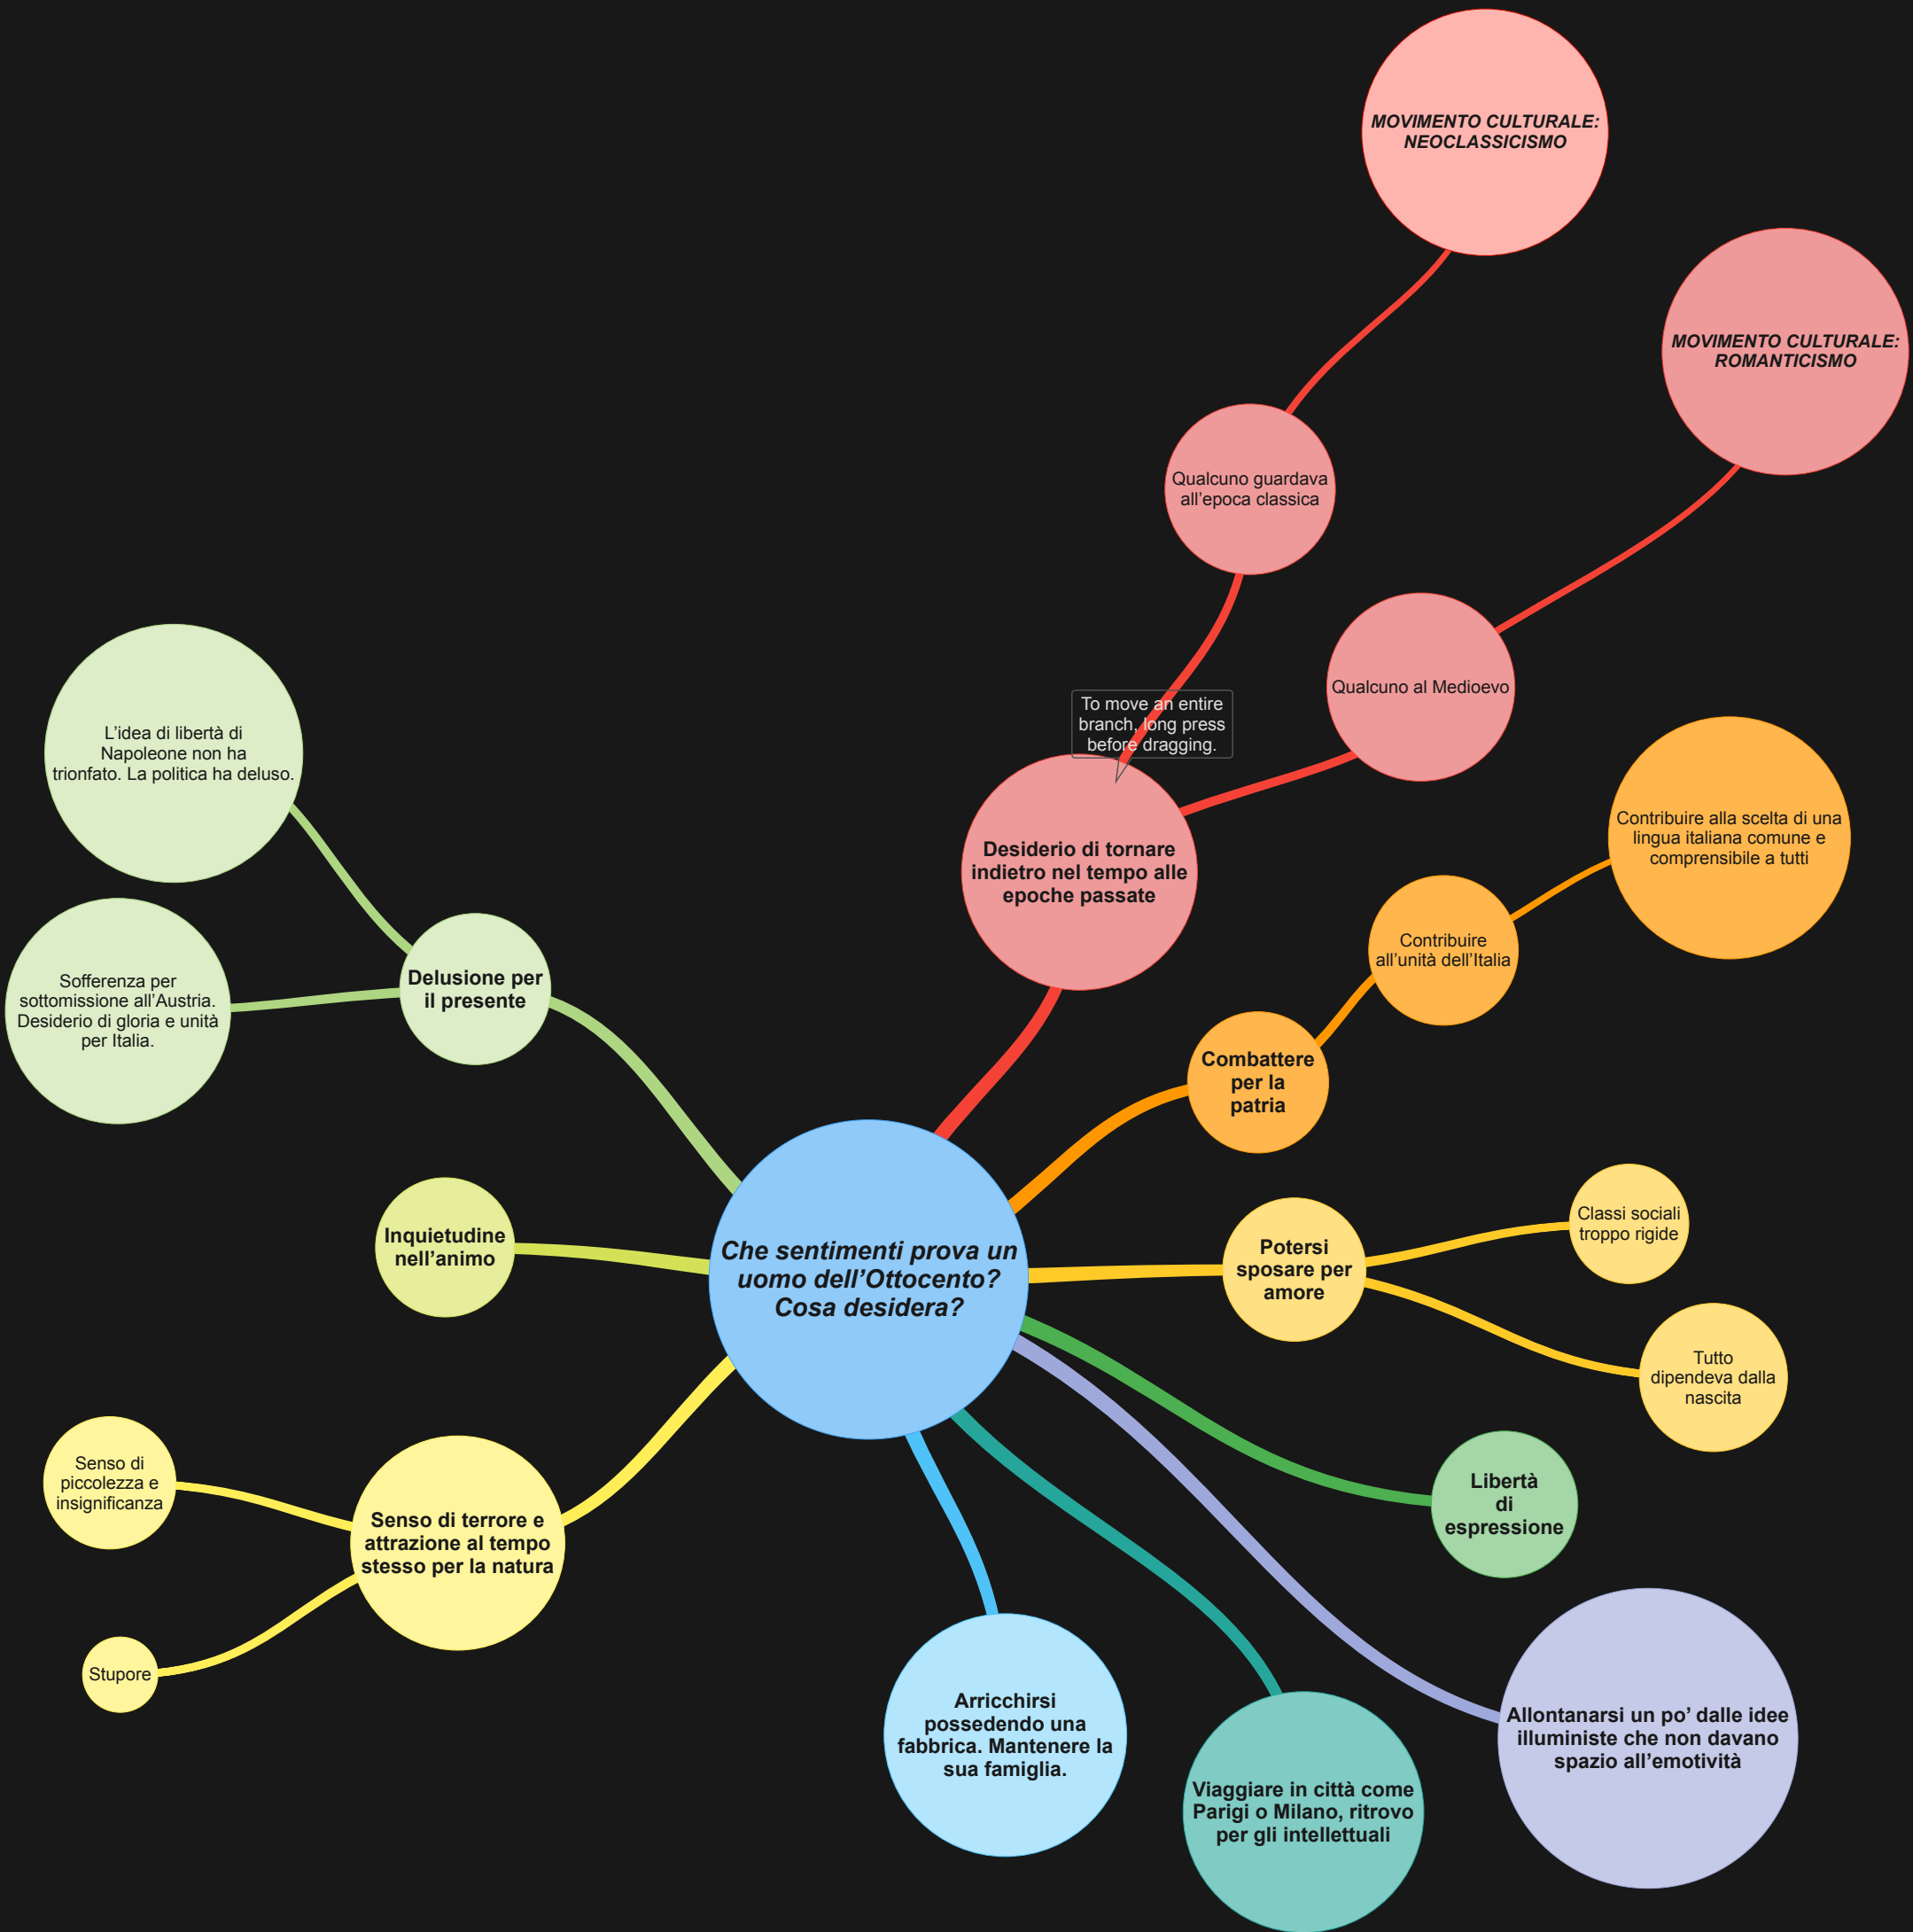 MOVIMENTO CULTURALE:
NEOCLASSICISMO
MOVIMENTO CULTURALE:
ROMANTICISMO
Qualcuno guardava
all’epoca classica
Qualcuno al Medioevo
To move an entire
branch, long press
before dragging.
L’idea di libertà di
Napoleone non ha
trionfato. La politica ha deluso.
Desiderio di tornare
indietro nel tempo alle
epoche passate
Contribuire alla scelta di una
lingua italiana comune e
comprensibile a tutti
Contribuire
all’unità dell’Italia
Delusione per
il presente
Sofferenza per
sottomissione all’Austria.
Desiderio di gloria e unità
per Italia.
Combattere
per la
patria
Inquietudine
nell’animo
Che sentimenti prova un
uomo dell’Ottocento?
Cosa desidera?
Potersi
sposare per
amore
Classi sociali
troppo rigide
Tutto
dipendeva dalla
nascita
Senso di
piccolezza e
insignificanza
Senso di terrore e
attrazione al tempo
stesso per la natura
Stupore
Libertà
di
espressione
Arricchirsi
possedendo una
fabbrica. Mantenere la
sua famiglia.
Viaggiare in città come
Parigi o Milano, ritrovo
per gli intellettuali
Allontanarsi un po’ dalle idee
illuministe che non davano
spazio all’emotività